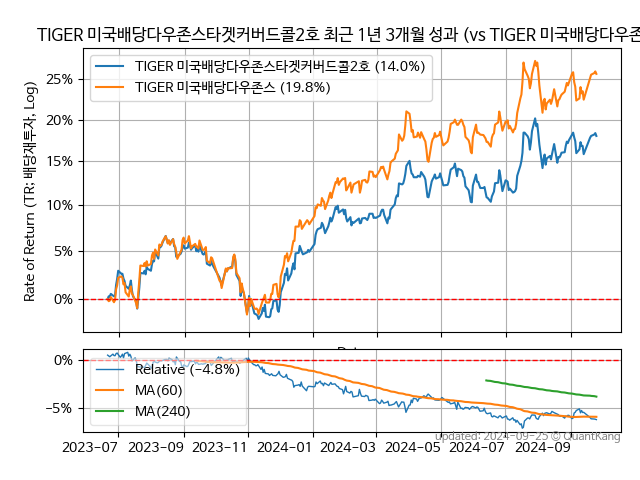 TIGER 미국배당다우존스타겟커버드콜2호 최근 1년 3개월 성과 (vs TIGER 미국배당다우존
Rate of Return (TR: 배당재투자, Log)
25%
20%
15%
10%
5%
0%
TIGER 미국배당다우존스타겟커버드콜2호 (14.0%)
TIGER 미국배당다우존스 (19.8%)
0%
−5%
Relative (−4.8%)
MA(60)
MA(240)
2023-07 2023-09 2023-11 2024-01 2024-03 2024-05 2024-07 2024-09
updated: 2024-09-25 © QuantKang